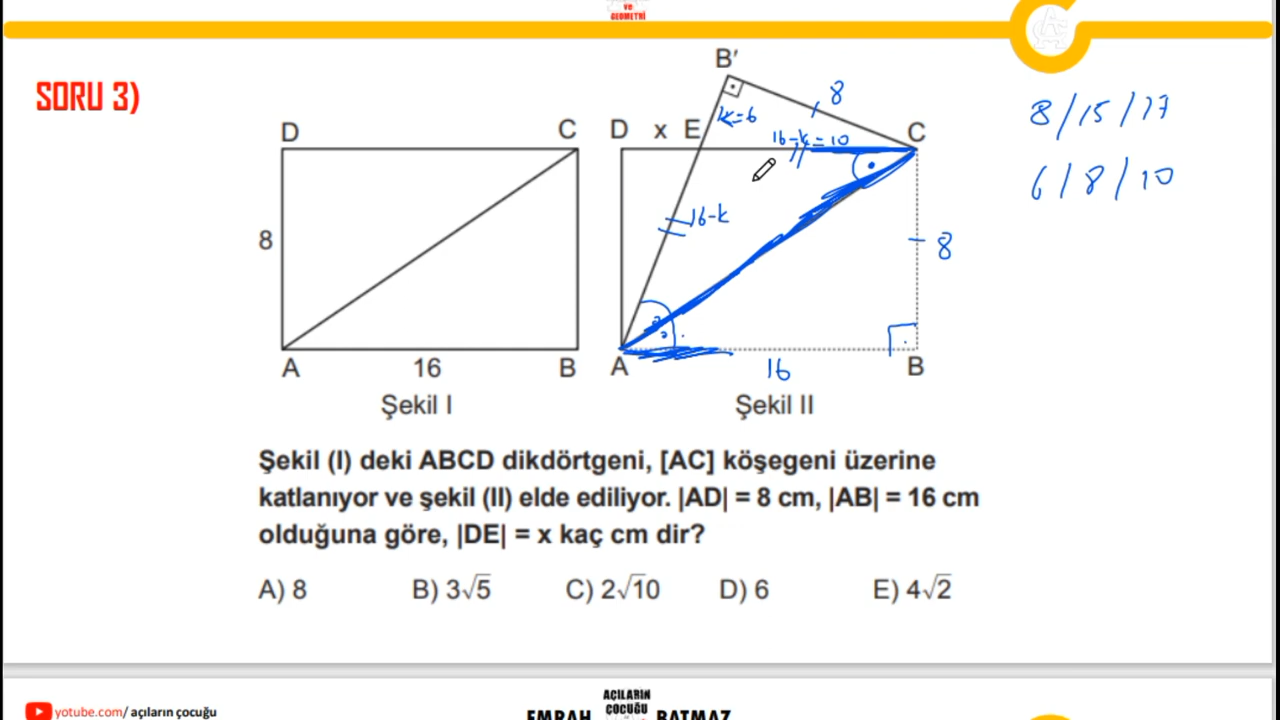 ve
GEOMETRİ
SORU 3)
8 / 15 / 17
6 / 8 / 10
D C
8
A 16 B
Şekil I
B′
8
k=6
D x E C
16-k=10
16-k
8
A 16 B
Şekil II
Şekil (I) deki ABCD dikdörtgeni, [AC] köşegeni üzerine
katlanıyor ve şekil (II) elde ediliyor. |AD| = 8 cm, |AB| = 16 cm
olduğuna göre, |DE| = x kaç cm dir?
A) 8 B) 3√5 C) 2√10 D) 6 E) 4√2
yotube.com/ açıların çocuğu
AÇILARIN
ÇOCUĞU
EMRAH BATMAZ